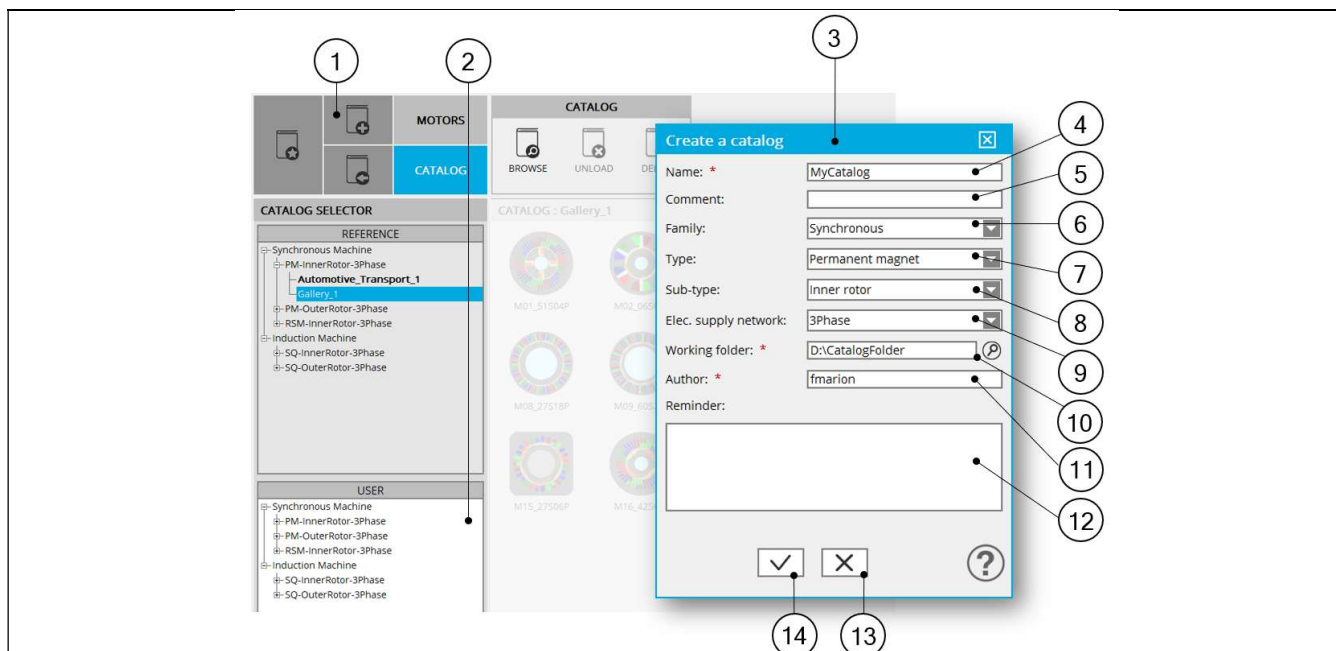 1
2
3
MOTORS
CATALOG
CATALOG
BROWSE
UNLOAD
CATALOG SELECTOR
REFERENCE
Synchronous Machine
PM-InnerRotor-3Phase
Automotive_Transport_1
Gallery_1
PM-OuterRotor-3Phase
RSM-InnerRotor-3Phase
Induction Machine
SQ-InnerRotor-3Phase
SQ-OuterRotor-3Phase
USER
Synchronous Machine
PM-InnerRotor-3Phase
PM-OuterRotor-3Phase
RSM-InnerRotor-3Phase
Induction Machine
SQ-InnerRotor-3Phase
SQ-OuterRotor-3Phase
CATALOG : Gallery_1
M01_51S04P
M08_27S18P
M15_27S06P
Create a catalog
Name: * MyCatalog
Comment:
Family: Synchronous
Type: Permanent magnet
Sub-type: Inner rotor
Elec. supply network: 3Phase
Working folder: * D:\CatalogFolder
Author: * fmarion
Reminder:
?
4
5
6
7
8
9
10
11
12
14
13